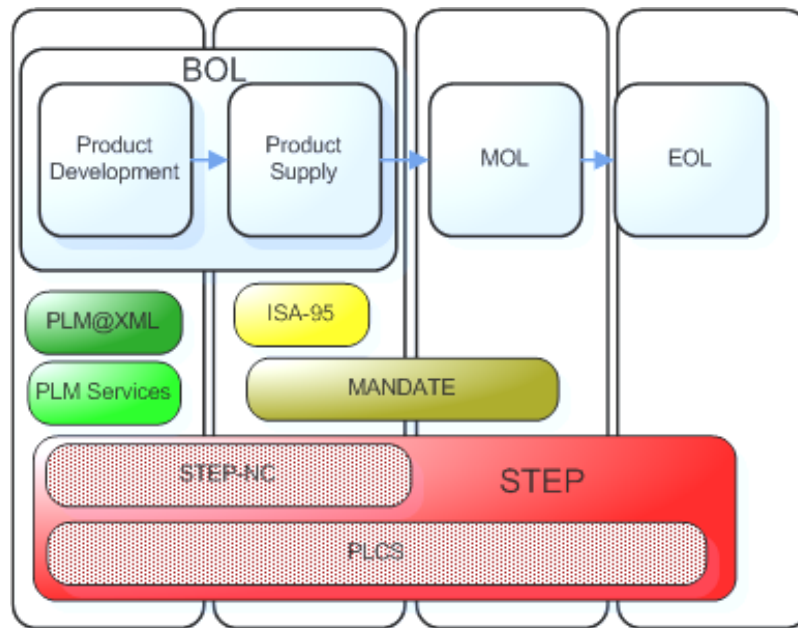 BOL
Product
Development
Product
Supply
MOL
EOL
PLM@XML
ISA-95
PLM Services
MANDATE
STEP-NC
STEP
PLCS